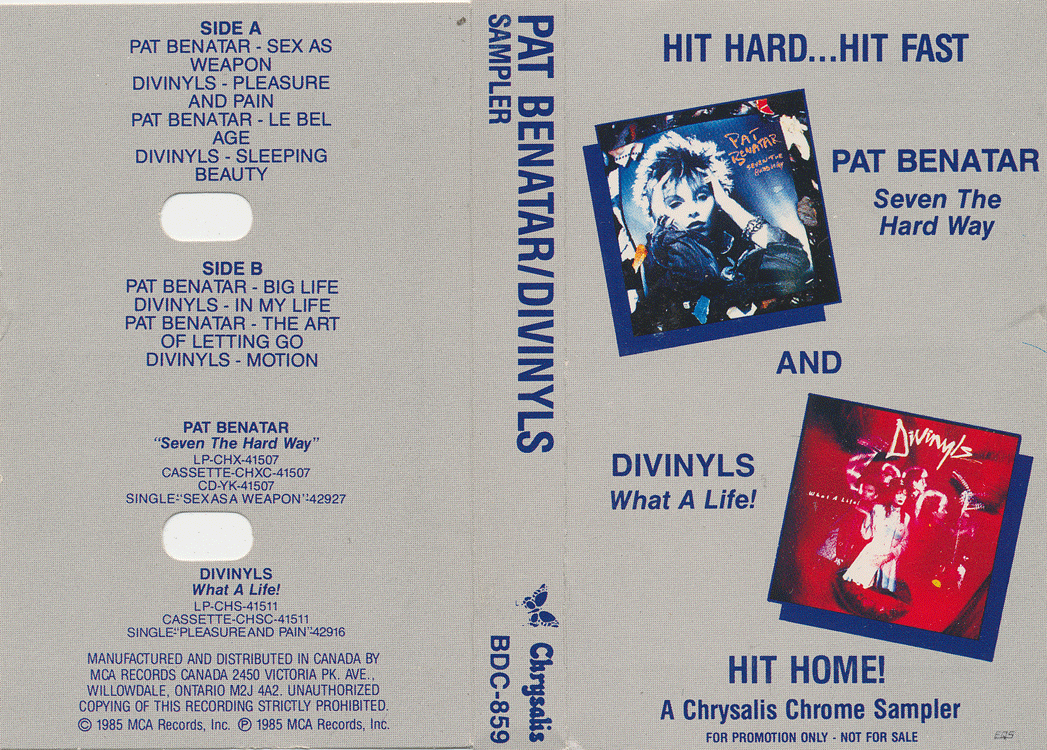 SIDE A
PAT BENATAR - SEX AS
WEAPON
DIVINYLS - PLEASURE
AND PAIN
PAT BENATAR - LE BEL
AGE
DIVINYLS - SLEEPING
BEAUTY
SIDE B
PAT BENATAR - BIG LIFE
DIVINYLS - IN MY LIFE
PAT BENATAR - THE ART
OF LETTING GO
DIVINYLS - MOTION
PAT BENATAR
“Seven The Hard Way”
LP-CHX-41507
CASSETTE-CHXC-41507
CD-YK-41507
SINGLE:“SEX AS A WEAPON”-42927
DIVINYLS
What A Life!
LP-CHS-41511
CASSETTE-CHSC-41511
SINGLE:“PLEASURE AND PAIN”-42916
MANUFACTURED AND DISTRIBUTED IN CANADA BY
MCA RECORDS CANADA 2450 VICTORIA PK. AVE.,
WILLOWDALE, ONTARIO M2J 4A2. UNAUTHORIZED
COPYING OF THIS RECORDING STRICTLY PROHIBITED.
© 1985 MCA Records, Inc. ℗ 1985 MCA Records, Inc.
PAT BENATAR/DIVINYLS
SAMPLER
Chrysalis
BDC-859
HIT HARD...HIT FAST
PAT
BENATAR
SEVEN THE
HARD WAY
PAT BENATAR
Seven The
Hard Way
AND
DIVINYLS
What A Life!
Divinyls
What A Life!
HIT HOME!
A Chrysalis Chrome Sampler
FOR PROMOTION ONLY - NOT FOR SALE